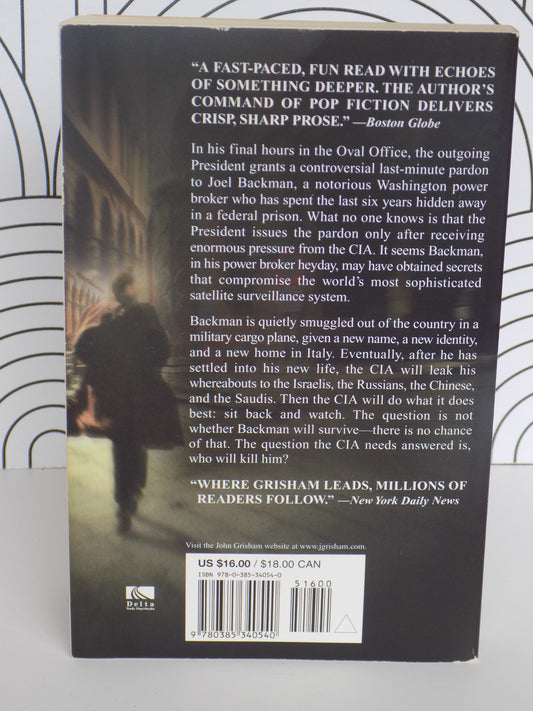 “A FAST-PACED, FUN READ WITH ECHOES
OF SOMETHING DEEPER. THE AUTHOR’S
COMMAND OF POP FICTION DELIVERS
CRISP, SHARP PROSE.” —Boston Globe
In his final hours in the Oval Office, the outgoing
President grants a controversial last-minute pardon
to Joel Backman, a notorious Washington power
broker who has spent the last six years hidden away
in a federal prison. What no one knows is that the
President issues the pardon only after receiving
enormous pressure from the CIA. It seems Backman,
in his power broker heyday, may have obtained secrets
that compromise the world’s most sophisticated
satellite surveillance system.
Backman is quietly smuggled out of the country in a
military cargo plane, given a new name, a new identity,
and a new home in Italy. Eventually, after he has
settled into his new life, the CIA will leak his
whereabouts to the Israelis, the Russians, the Chinese,
and the Saudis. Then the CIA will do what it does
best: sit back and watch. The question is not
whether Backman will survive—there is no chance
of that. The question the CIA needs answered is,
who will kill him?
“WHERE GRISHAM LEADS, MILLIONS OF
READERS FOLLOW.” —New York Daily News
Visit the John Grisham website at www.jgrisham.com.
US $16.00 / $18.00 CAN
ISBN 978-0-385-34054-0
51600
9 780385 340540
Delta
Trade Paperbacks